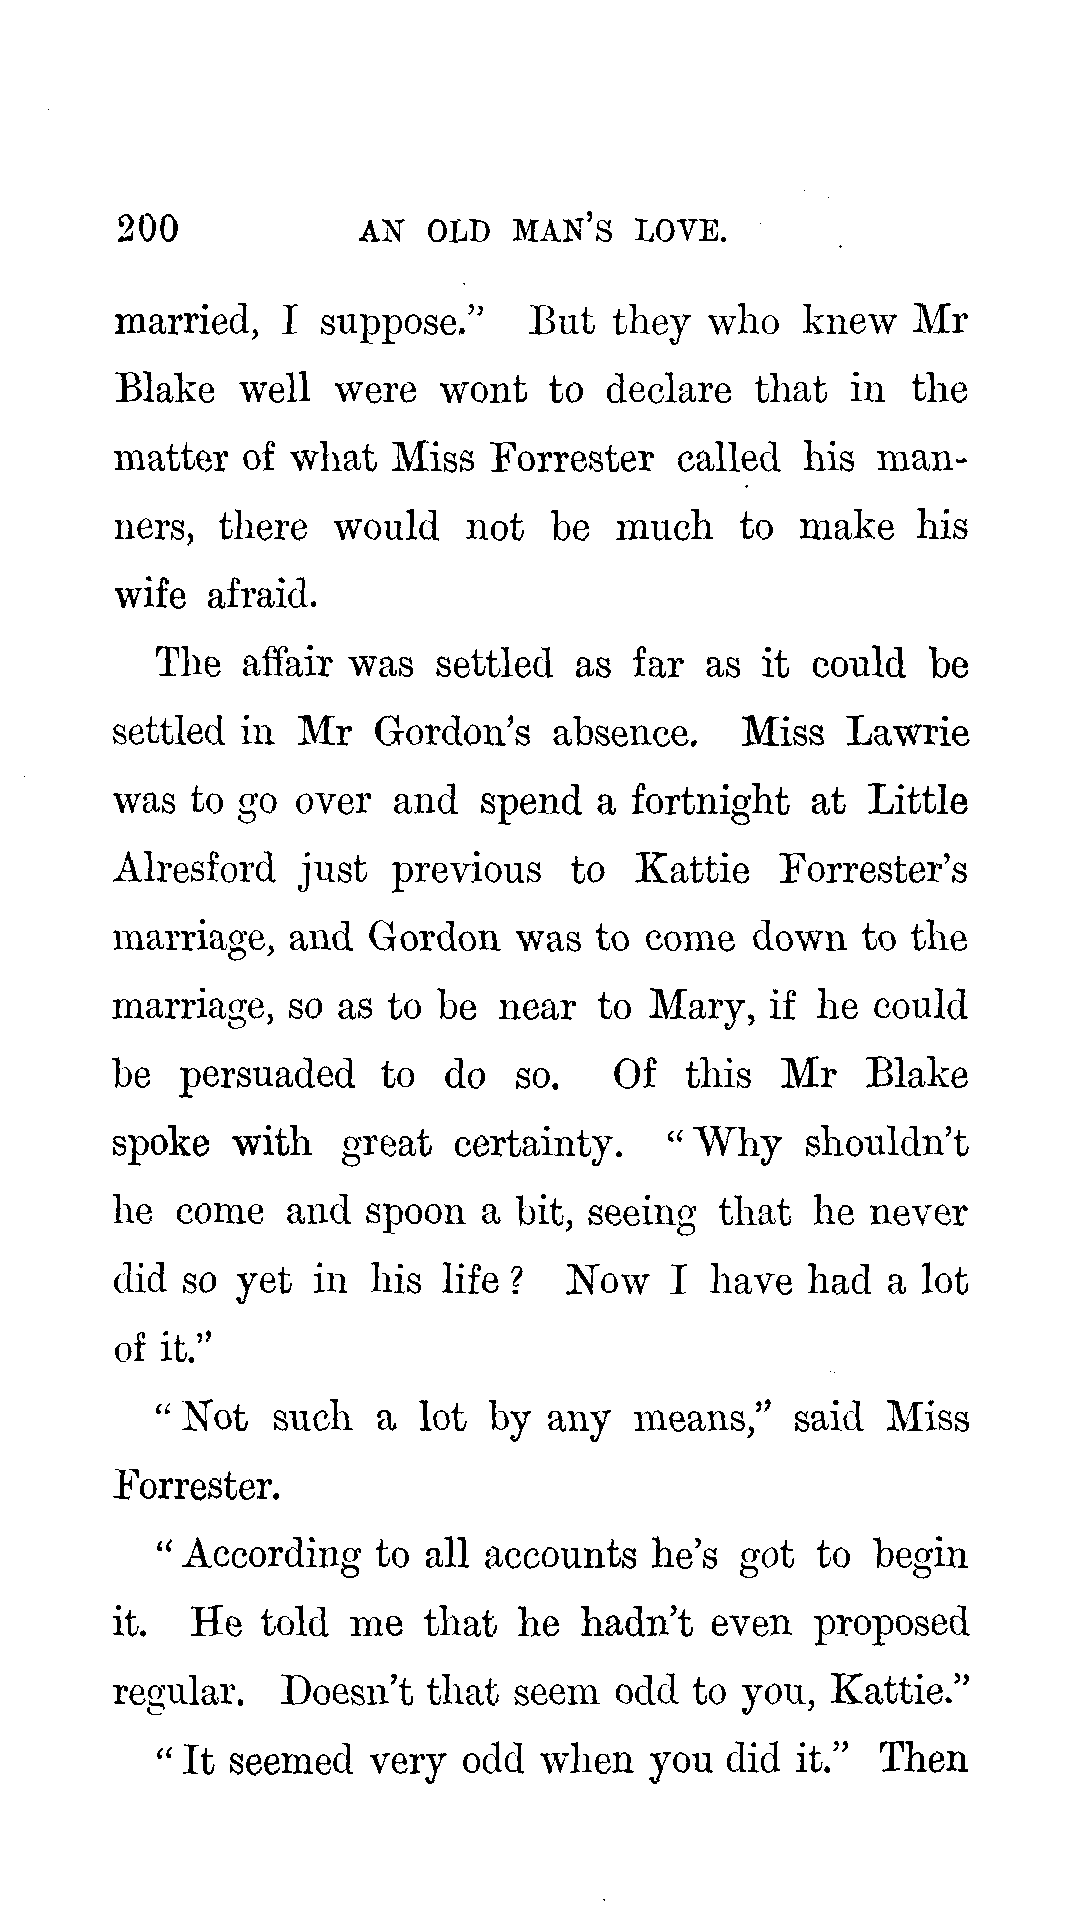 200 AN OLD MAN'S LOVE.
married, I suppose.” But they who knew Mr
Blake well were wont to declare that in the
matter of what Miss Forrester called his man-
ners, there would not be much to make his
wife afraid.
The affair was settled as far as it could be
settled in Mr Gordon's absence. Miss Lawrie
was to go over and spend a fortnight at Little
Alresford just previous to Kattie Forrester's
marriage, and Gordon was to come down to the
marriage, so as to be near to Mary, if he could
be persuaded to do so. Of this Mr Blake
spoke with great certainty. “Why shouldn't
he come and spoon a bit, seeing that he never
did so yet in his life? Now I have had a lot
of it.”
“Not such a lot by any means,” said Miss
Forrester.
“According to all accounts he's got to begin
it. He told me that he hadn't even proposed
regular. Doesn't that seem odd to you, Kattie.”
“It seemed very odd when you did it.” Then